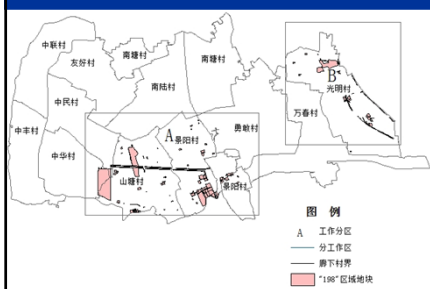 中联村
友好村
南塘村
南塘村
南陆村
中民村
中丰村
中华村
A
景阳村
勇敢村
山塘村
景阳村
B
光明村
万春村
图 例
A 工作分区
分工作区
廊下村界
"198"区域地块